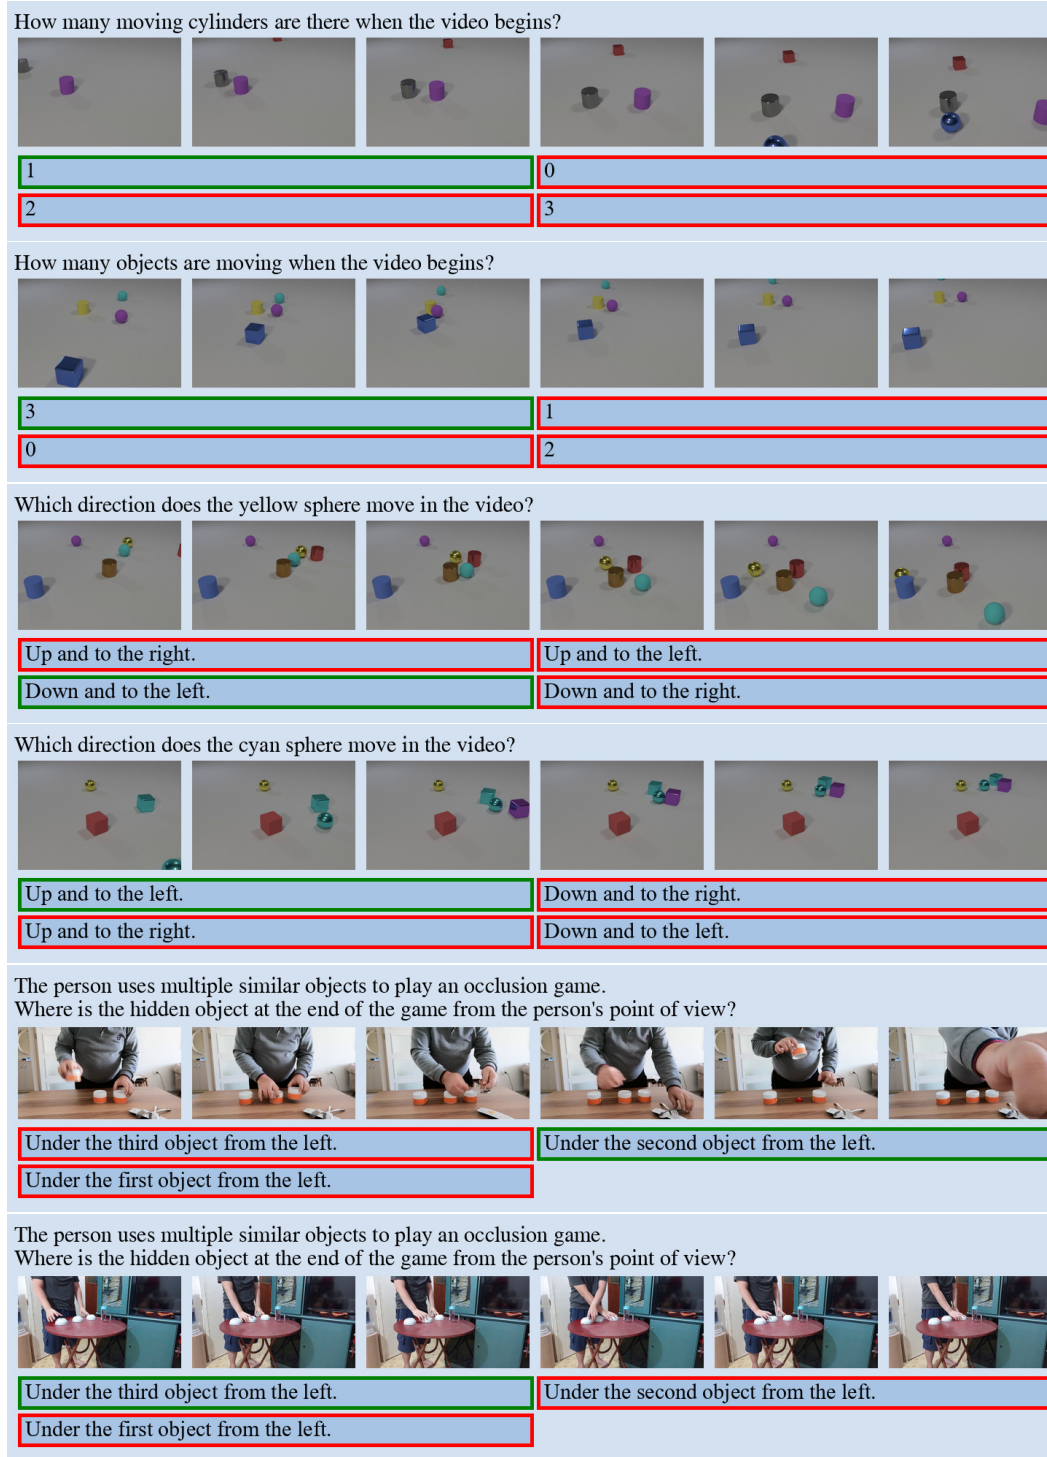 How many moving cylinders are there when the video begins?
1
0
2
3
How many objects are moving when the video begins?
3
1
0
2
Which direction does the yellow sphere move in the video?
Up and to the right.
Up and to the left.
Down and to the left.
Down and to the right.
Which direction does the cyan sphere move in the video?
Up and to the left.
Down and to the right.
Up and to the right.
Down and to the left.
The person uses multiple similar objects to play an occlusion game.
Where is the hidden object at the end of the game from the person's point of view?
Under the third object from the left.
Under the second object from the left.
Under the first object from the left.
The person uses multiple similar objects to play an occlusion game.
Where is the hidden object at the end of the game from the person's point of view?
Under the third object from the left.
Under the second object from the left.
Under the first object from the left.